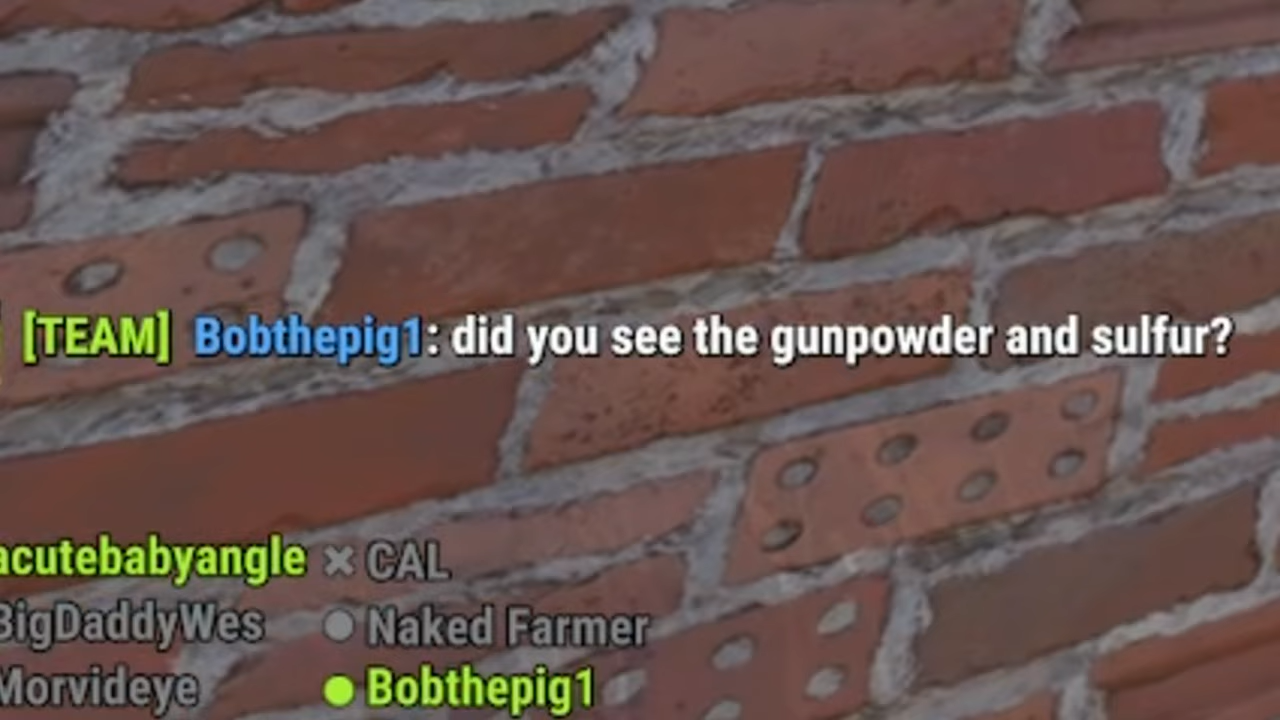 [TEAM] Bobthepig1: did you see the gunpowder and sulfur?
acutebabyangle CAL
BigDaddyWes Naked Farmer
Morvideye Bobthepig1